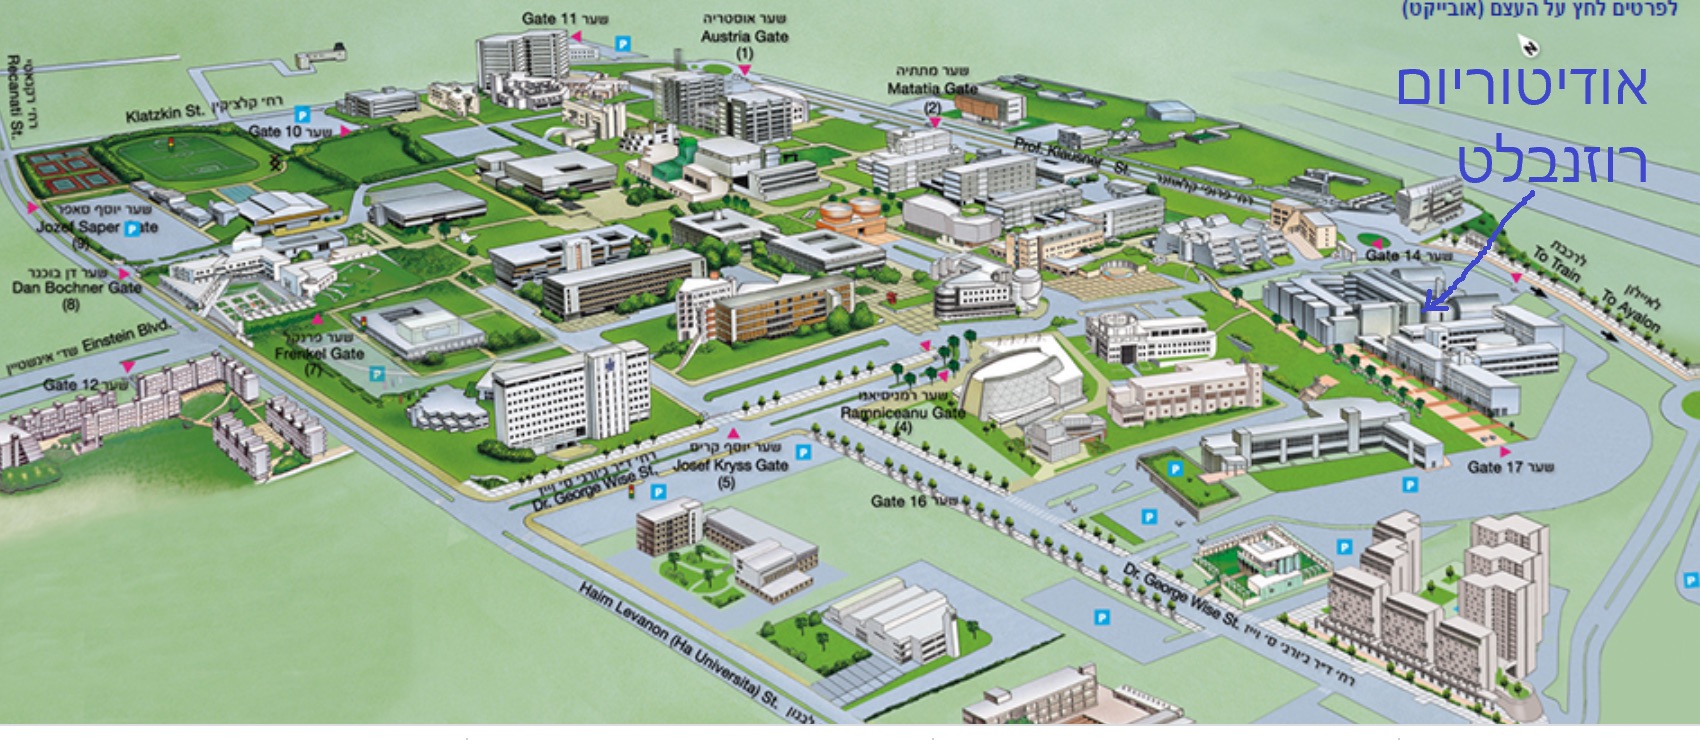 לפרטים לחץ על העצם (אובייקט)
N
אודיטוריום
רוזנבלט
שער 11 Gate
שער אוסטריה
Austria Gate
(1)
שער מתתיה
Matatia Gate
(2)
רח' רקנאטי
Recanati St.
Klatzkin St. רח' קלציקין
Gate 10 שער
Prof. Klausner St. רח' פרופ' קלאוזנר
שער יוסף סאפר
Jozef Saper Gate
(9)
שער דן בוכנר
Dan Bochner Gate
(8)
Gate 14 שער
לרכבת
To Train
לאיילון
To Ayalon
שד' אינשטיין Einstein Blvd.
שער פרנקל
Frenkel Gate
(7)
Gate 12 שער
שער רמניסיאנו
Ramniceanu Gate
(4)
שער יוסף קריס
Josef Kryss Gate
(5)
רח' ד"ר ג'ורג' ס' וייז
Dr. George Wise St.
Gate 17 שער
Gate 16 שער
Dr. George Wise St. רח' ד"ר ג'ורג' ס' וייז
Haim Levanon (Ha Universita) St. לבנון
P
P
P
P
P
P
P
P
P
P
P
P